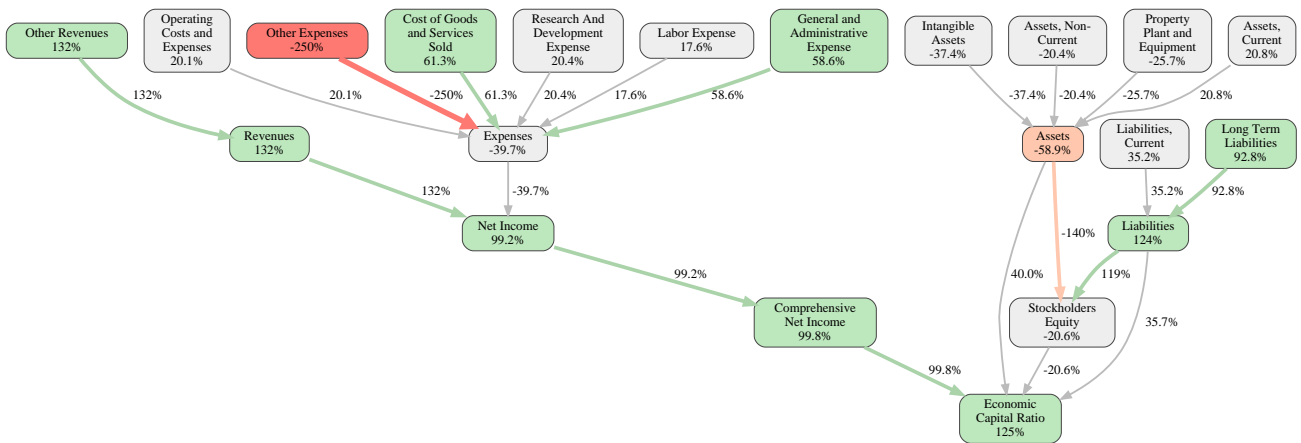 Other Revenues
132%
Operating
Costs and
Expenses
20.1%
Other Expenses
-250%
Cost of Goods
and Services
Sold
61.3%
Research And
Development
Expense
20.4%
Labor Expense
17.6%
General and
Administrative
Expense
58.6%
Intangible
Assets
-37.4%
Assets, Non-
Current
-20.4%
Property
Plant and
Equipment
-25.7%
Assets,
Current
20.8%
132%
20.1%
-250%
61.3%
20.4%
17.6%
58.6%
-37.4%
-20.4%
-25.7%
20.8%
Revenues
132%
Expenses
-39.7%
Assets
-58.9%
Liabilities,
Current
35.2%
Long Term
Liabilities
92.8%
132%
-39.7%
35.2%
92.8%
Net Income
99.2%
Liabilities
124%
-140%
99.2%
40.0%
119%
Comprehensive
Net Income
99.8%
Stockholders
Equity
-20.6%
35.7%
99.8%
-20.6%
Economic
Capital Ratio
125%